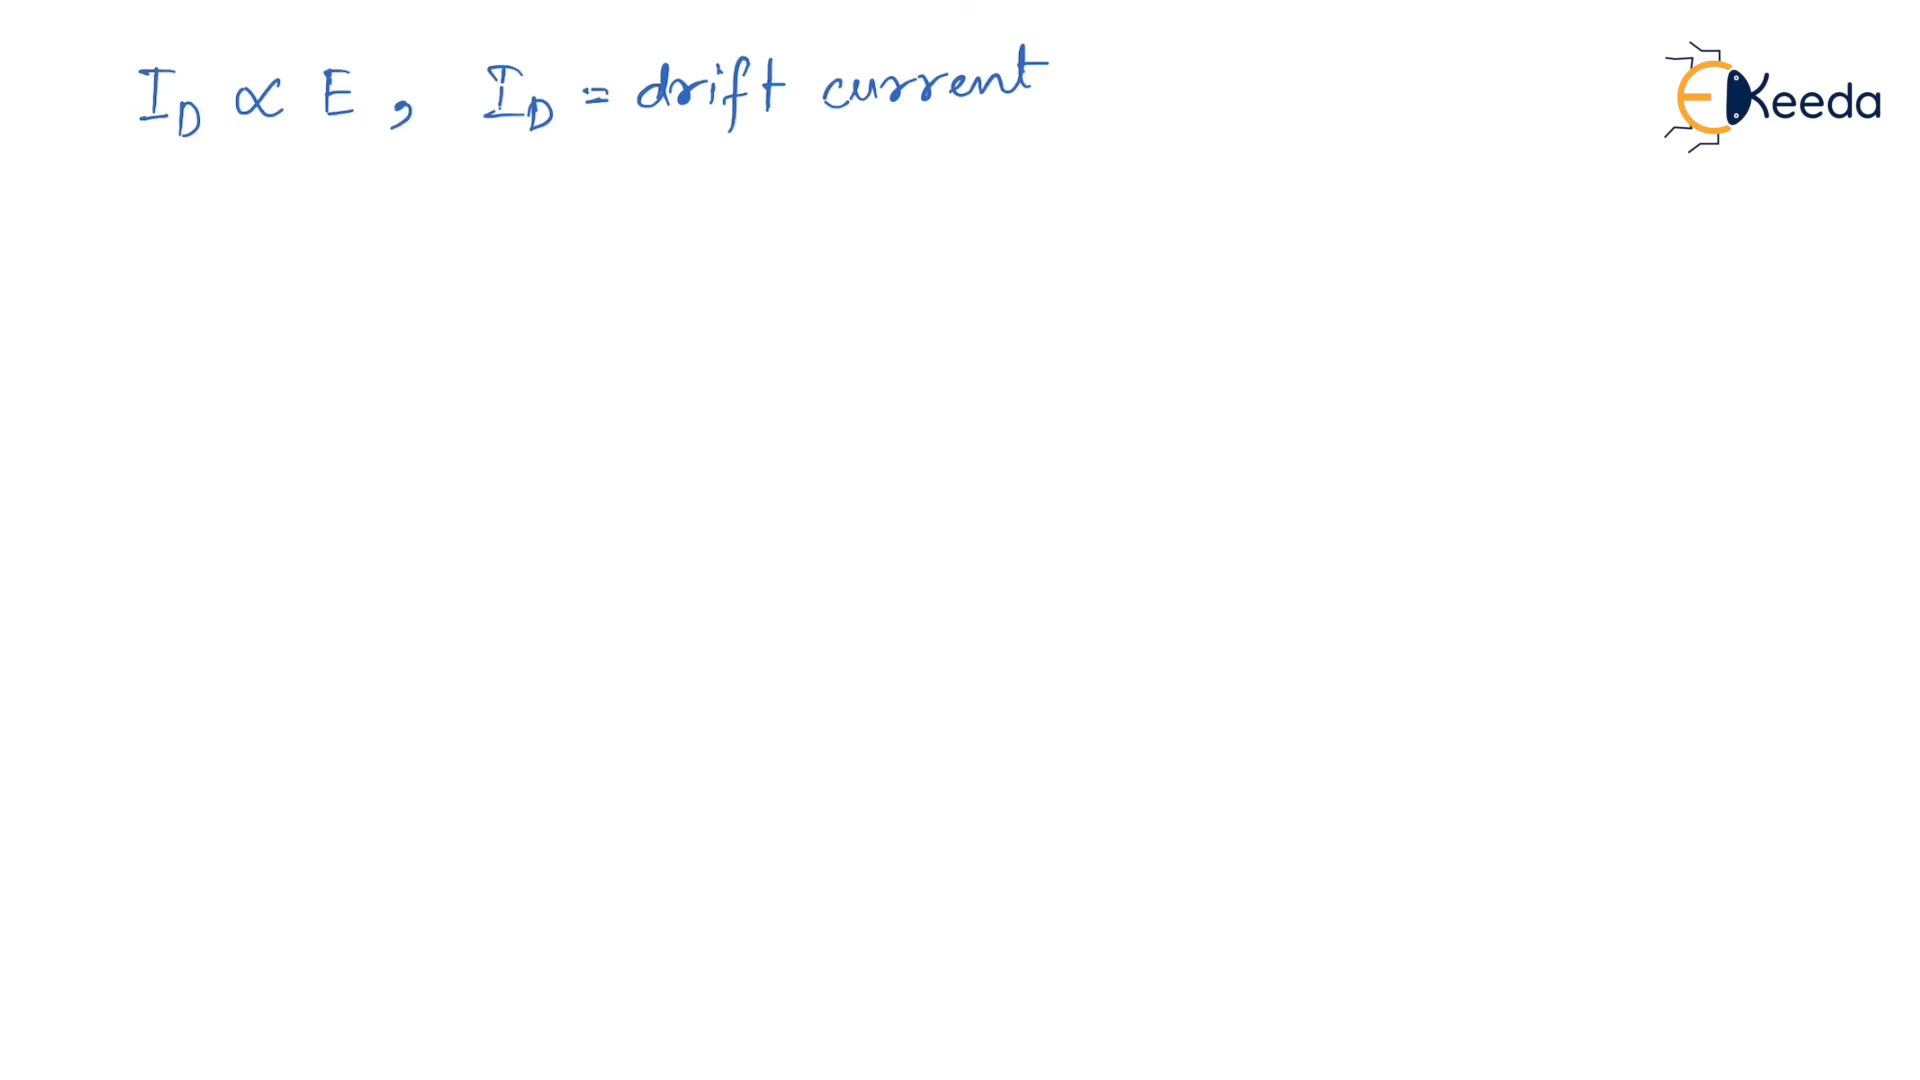 I_D ∝ E , I_D = drift current
EKeeda